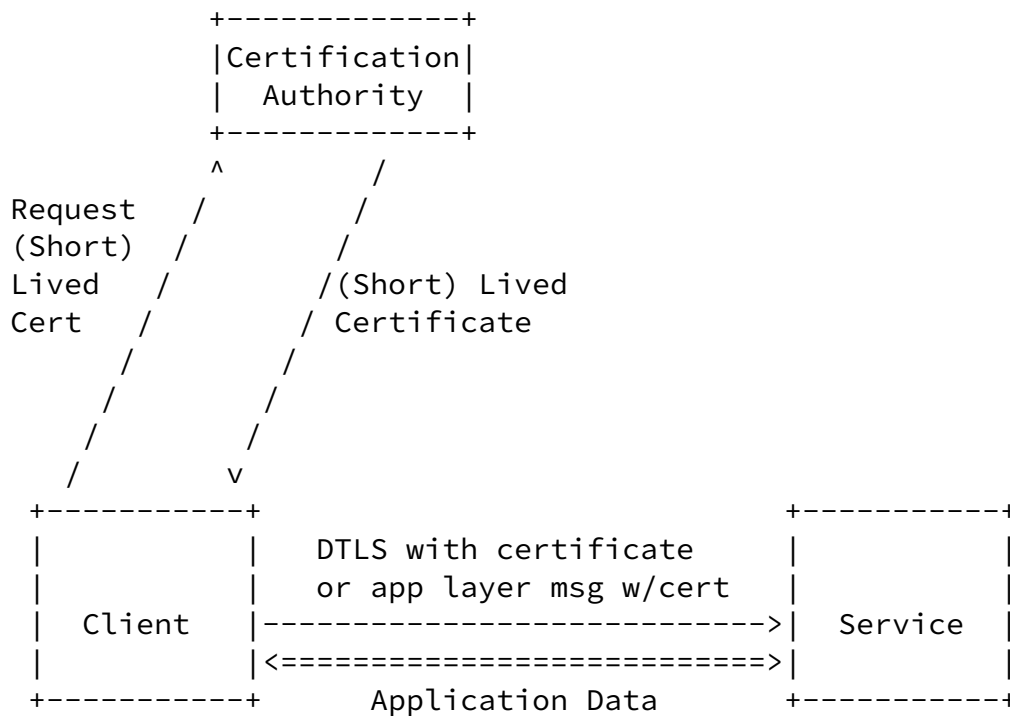 Certification
Authority
Request
(Short)
Lived
Cert
(Short) Lived
Certificate
DTLS with certificate
or app layer msg w/cert
Client
Service
Application Data